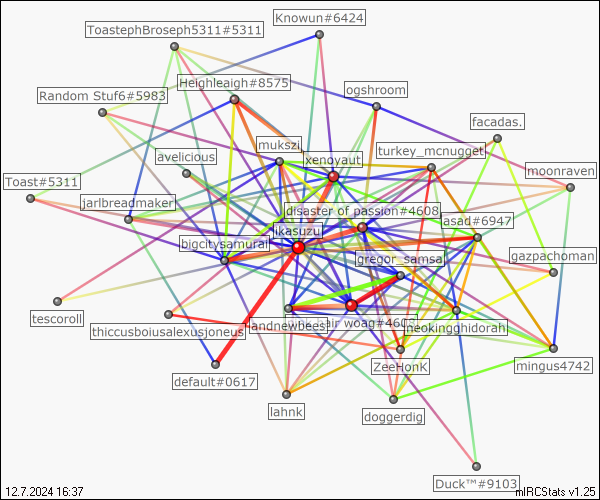 Knowun#6424
ToastephBroseph5311#5311
Heighleaigh#8575
ogshroom
Random Stuf6#5983
facadas.
mukszi
turkey_mcnugget
avelicious
xenoyaut
moonraven
Toast#5311
jarlbreadmaker
disaster of passion#4608
asad#6947
ikasuzu
bigcitysamurai
gregor_samsa
gazpachoman
tescoroll
thiccusboiusalexusjoneus
landnewbees
air woag#4608
neokingghidorah
ZeeHonK
mingus4742
default#0617
lahnk
doggerdig
Duck™#9103
12.7.2024 16:37
mIRCStats v1.25